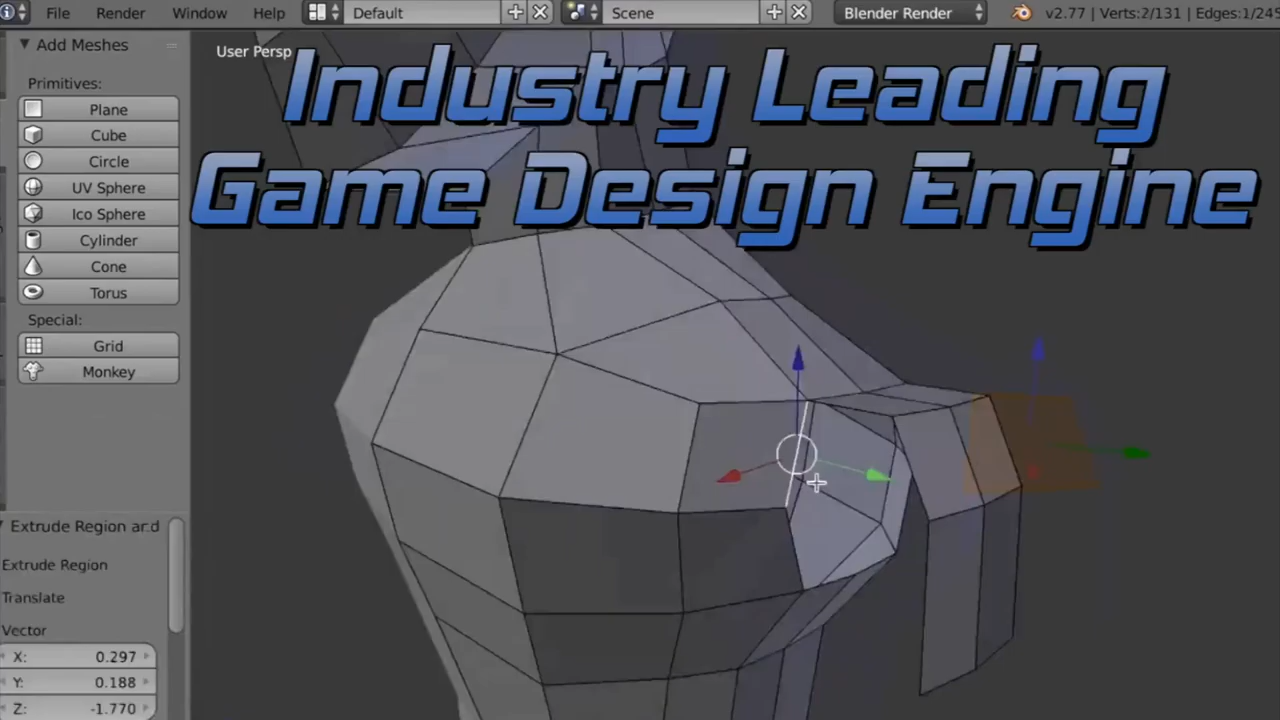 File Render Window Help Default Scene Blender Render v2.77 | Verts:2/131 | Edges:1/245
Add Meshes
User Persp
Industry Leading
Game Design Engine
Primitives:
Plane
Cube
Circle
UV Sphere
Ico Sphere
Cylinder
Cone
Torus
Special:
Grid
Monkey
Extrude Region an d
Extrude Region
Translate
Vector
X: 0.297
Y: 0.188
Z: -1.770